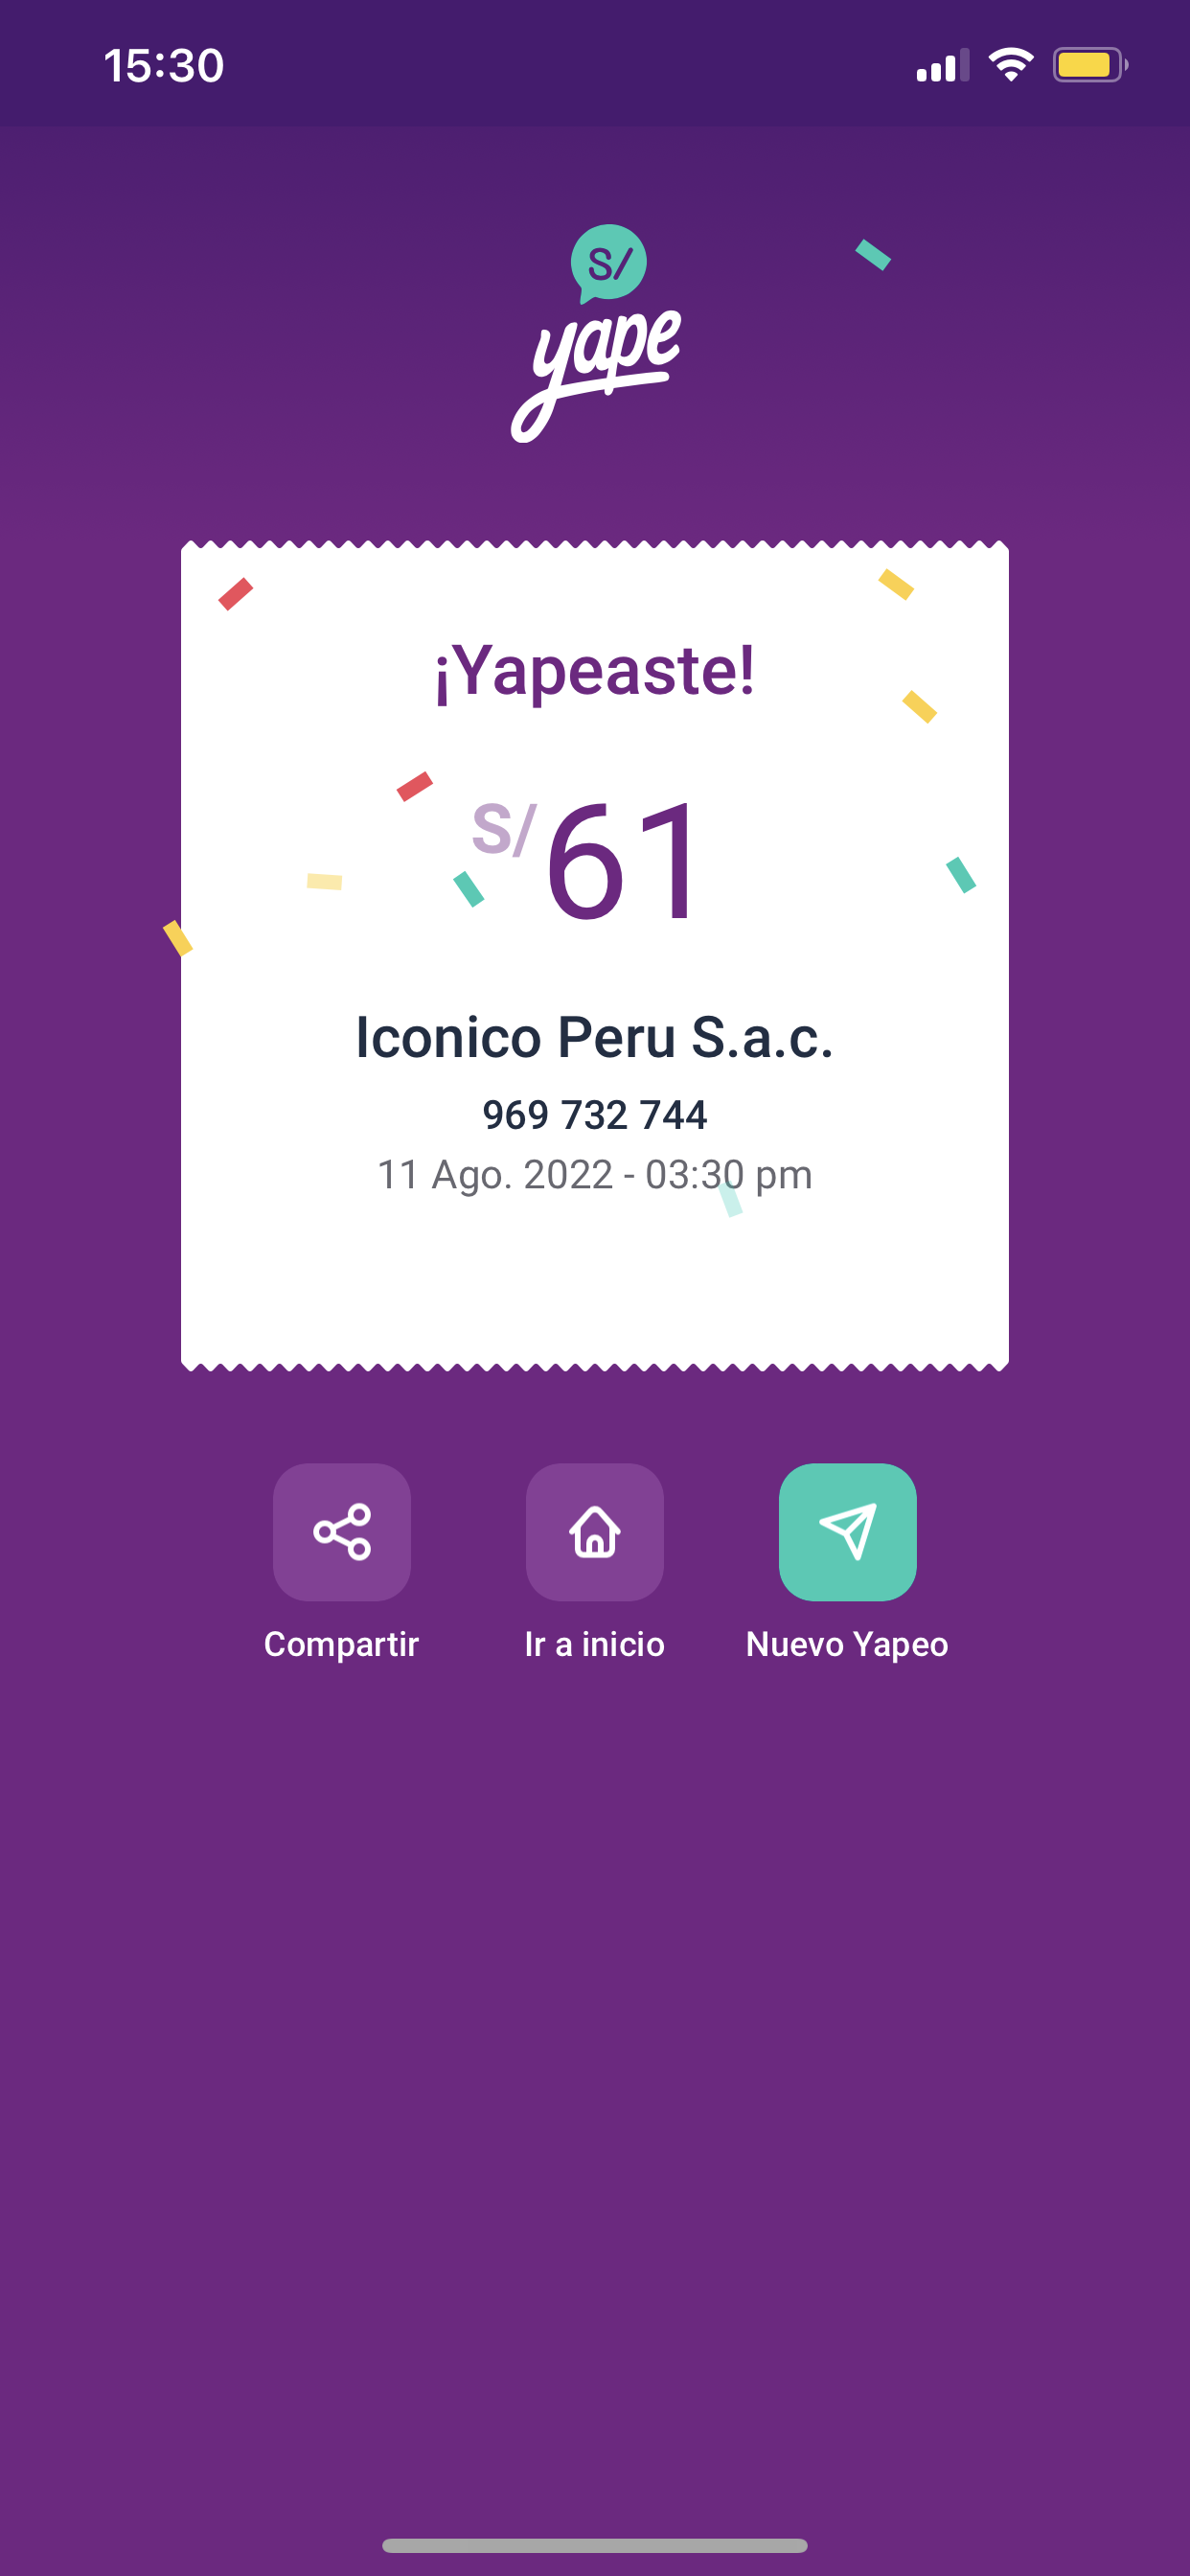 15:30
S/
yape
¡Yapeaste!
S/61
Iconico Peru S.a.c.
969 732 744
11 Ago. 2022 - 03:30 pm
Compartir
Ir a inicio
Nuevo Yapeo